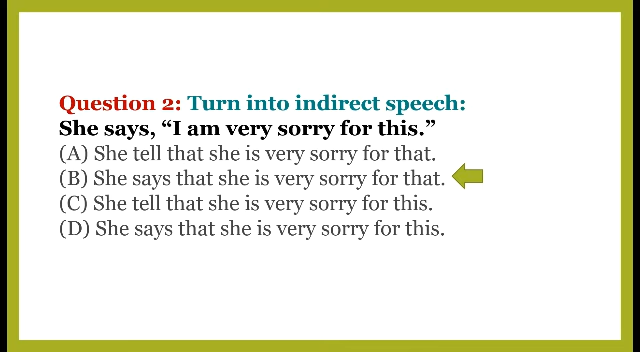 Question 2: Turn into indirect speech:
She says, “I am very sorry for this.”
(A) She tell that she is very sorry for that.
(B) She says that she is very sorry for that.
(C) She tell that she is very sorry for this.
(D) She says that she is very sorry for this.